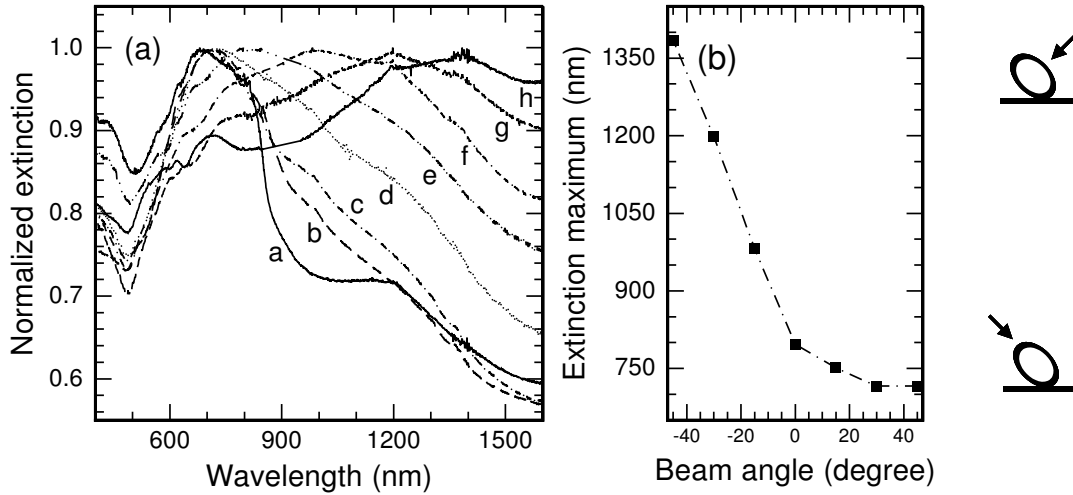 (a)
Normalized extinction
1.0
0.9
0.8
0.7
0.6
a
b
c
d
e
f
g
h
600
900
1200
1500
Wavelength (nm)
(b)
Extinction maximum (nm)
1350
1200
1050
900
750
-40
-20
0
20
40
Beam angle (degree)